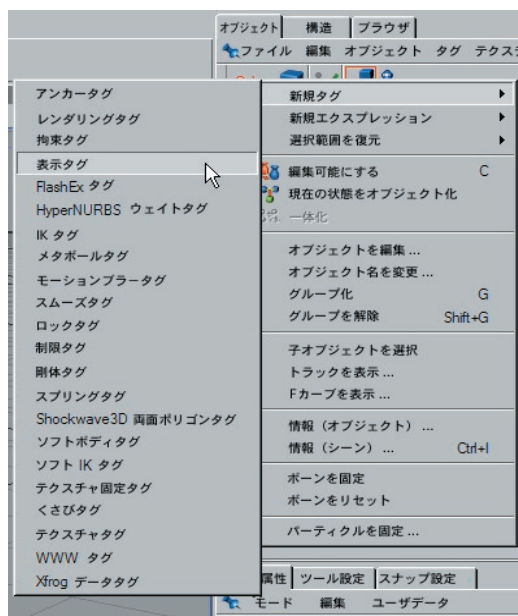 オブジェクト 構造 ブラウザ
ファイル 編集 オブジェクト タグ
アンカータグ
レンダリングタグ
拘束タグ
表示タグ
FlashEx タグ
HyperNURBS ウェイトタグ
IK タグ
メタボールタグ
モーションブラータグ
スムーズタグ
ロックタグ
制限タグ
剛体タグ
スプリングタグ
Shockwave3D 両面ポリゴンタグ
ソフトボディタグ
ソフト IK タグ
テクスチャ固定タグ
くさびタグ
テクスチャタグ
WWW タグ
Xfrog データタグ
新規タグ
新規エクスプレッション
選択範囲を復元
編集可能にする C
現在の状態をオブジェクト化
一体化
オブジェクトを編集 ...
オブジェクト名を変更 ...
グループ化 G
グループを解除 Shift+G
子オブジェクトを選択
トラックを表示 ...
Fカーブを表示 ...
情報（オブジェクト） ...
情報（シーン） ... Ctrl+I
ボーンを固定
ボーンをリセット
パーティクルを固定 ...
属性 ツール設定 スナップ設定
モード 編集 ユーザデータ